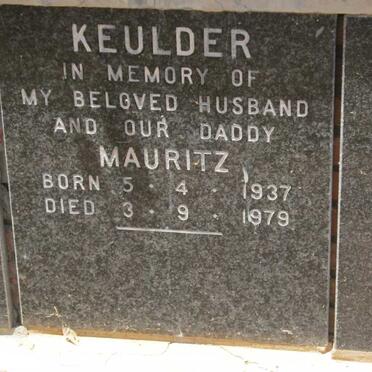 KEULDER
IN MEMORY OF
MY BELOVED HUSBAND
AND OUR DADDY
MAURITZ
BORN 5 · 4 · 1937
DIED 3 · 9 · 1979